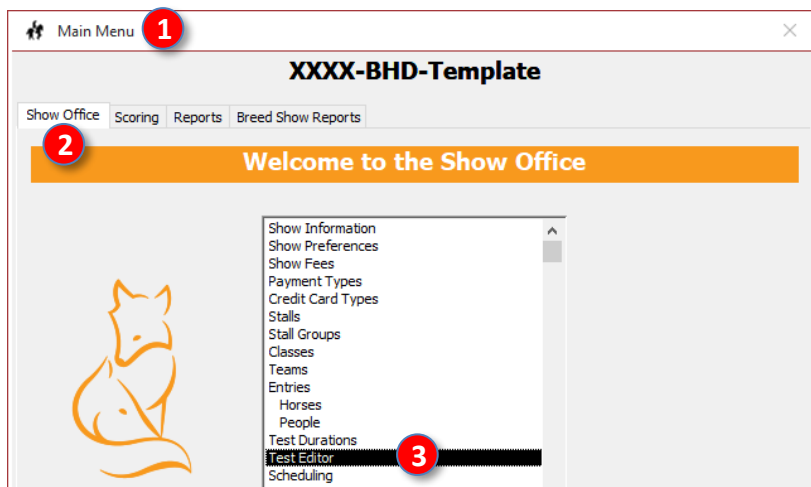 Main Menu 1
XXXX-BHD-Template
Show Office Scoring Reports Breed Show Reports
2
Welcome to the Show Office
Show Information
Show Preferences
Show Fees
Payment Types
Credit Card Types
Stalls
Stall Groups
Classes
Teams
Entries
Horses
People
Test Durations
Test Editor 3
Scheduling